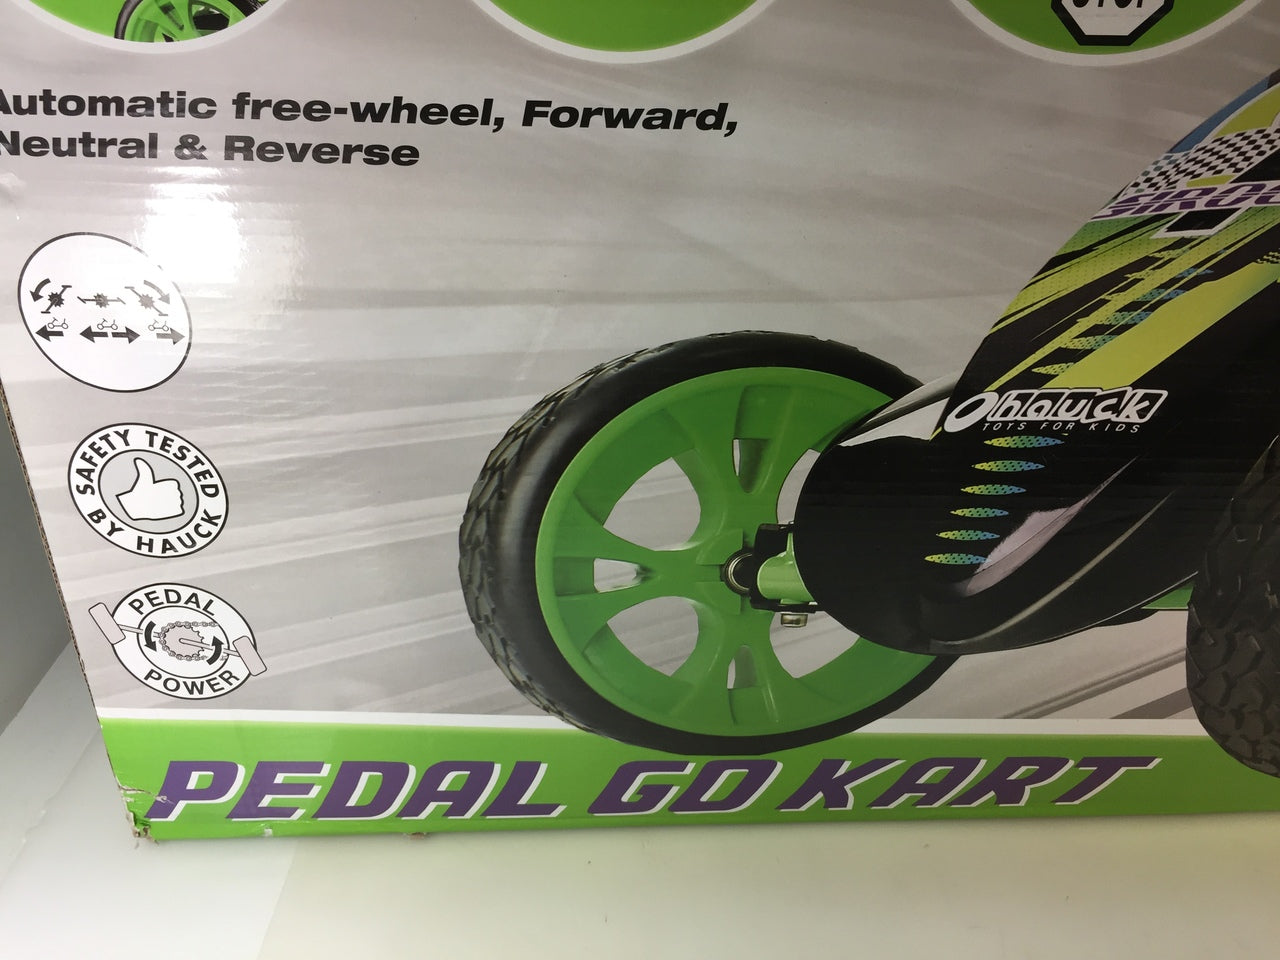 Automatic free-wheel, Forward,
Neutral & Reverse
SAFETY TESTED
BY HAUCK
PEDAL
POWER
hauck
TOYS FOR KIDS
PEDAL GO KART